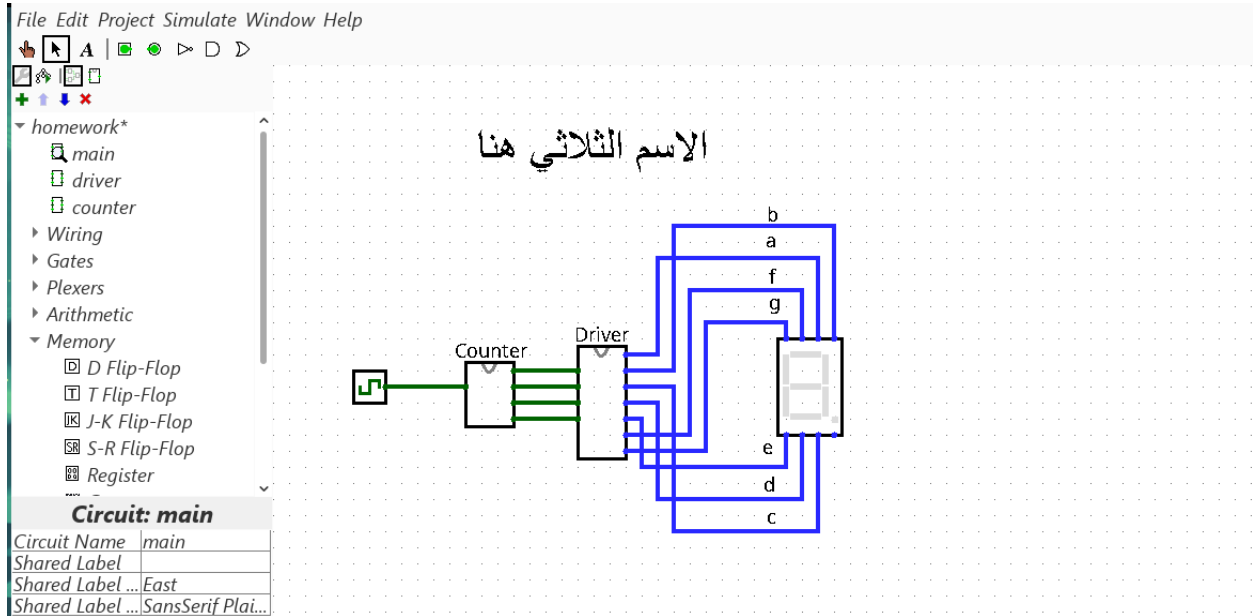 File Edit Project Simulate Window Help
A
homework*
main
driver
counter
Wiring
Gates
Plexers
Arithmetic
Memory
D D Flip-Flop
T T Flip-Flop
JK J-K Flip-Flop
SR S-R Flip-Flop
Register
Circuit: main
Circuit Name main
Shared Label
Shared Label ... East
Shared Label ... SansSerif Plai...
الاسم الثلاثي هنا
b
a
f
g
Driver
Counter
e
d
c